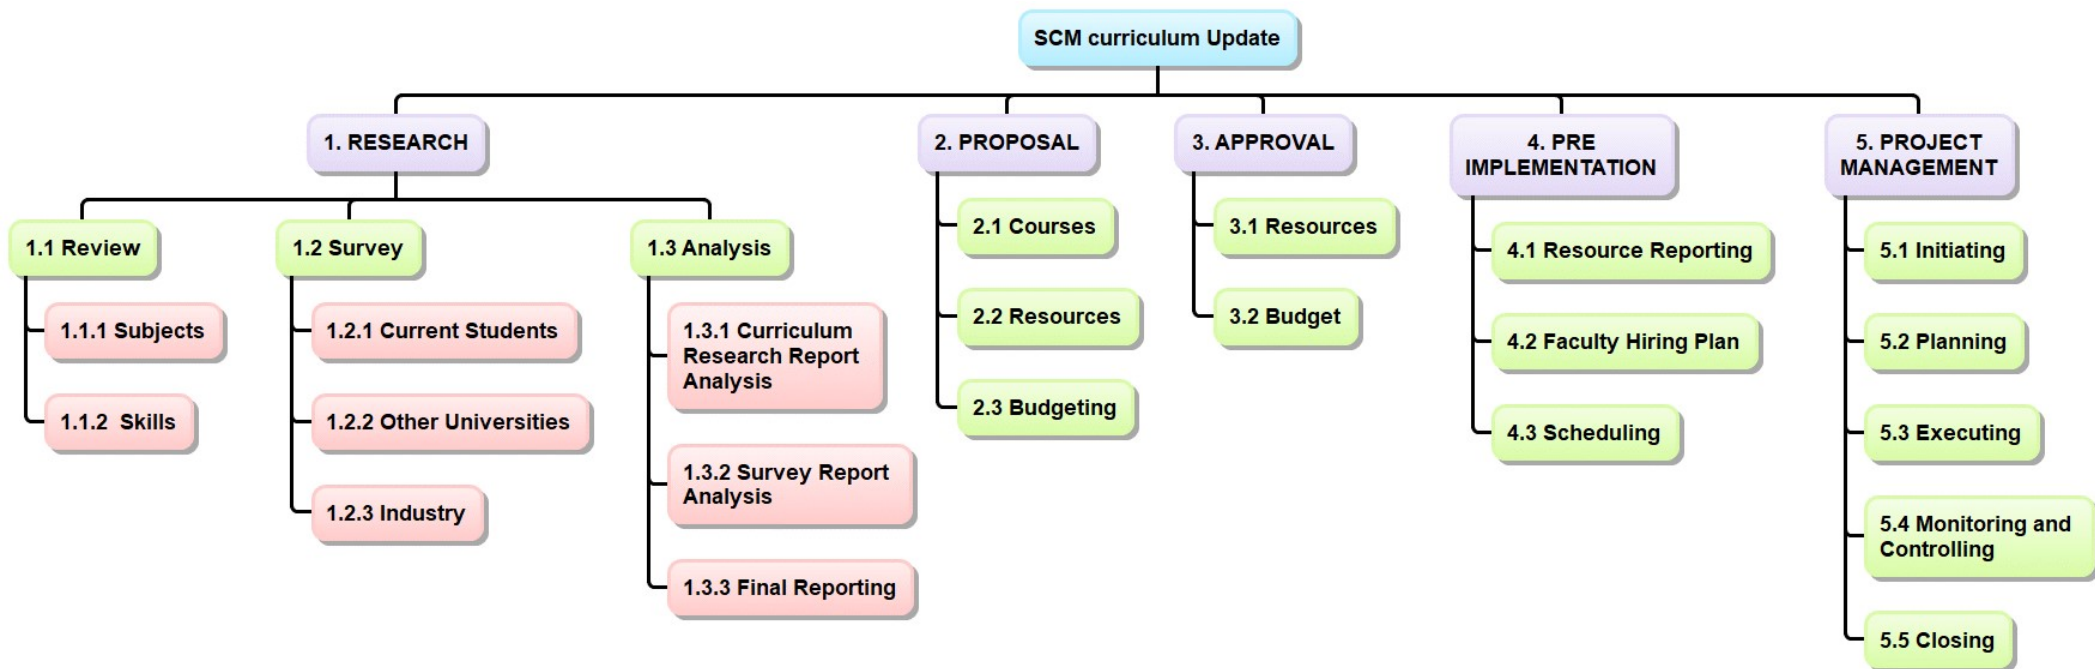 SCM curriculum Update
1. RESEARCH
2. PROPOSAL
3. APPROVAL
4. PRE
IMPLEMENTATION
5. PROJECT
MANAGEMENT
1.1 Review
1.1.1 Subjects
1.1.2  Skills
1.2 Survey
1.2.1 Current Students
1.2.2 Other Universities
1.2.3 Industry
1.3 Analysis
1.3.1 Curriculum
Research Report
Analysis
1.3.2 Survey Report
Analysis
1.3.3 Final Reporting
2.1 Courses
2.2 Resources
2.3 Budgeting
3.1 Resources
3.2 Budget
4.1 Resource Reporting
4.2 Faculty Hiring Plan
4.3 Scheduling
5.1 Initiating
5.2 Planning
5.3 Executing
5.4 Monitoring and
Controlling
5.5 Closing